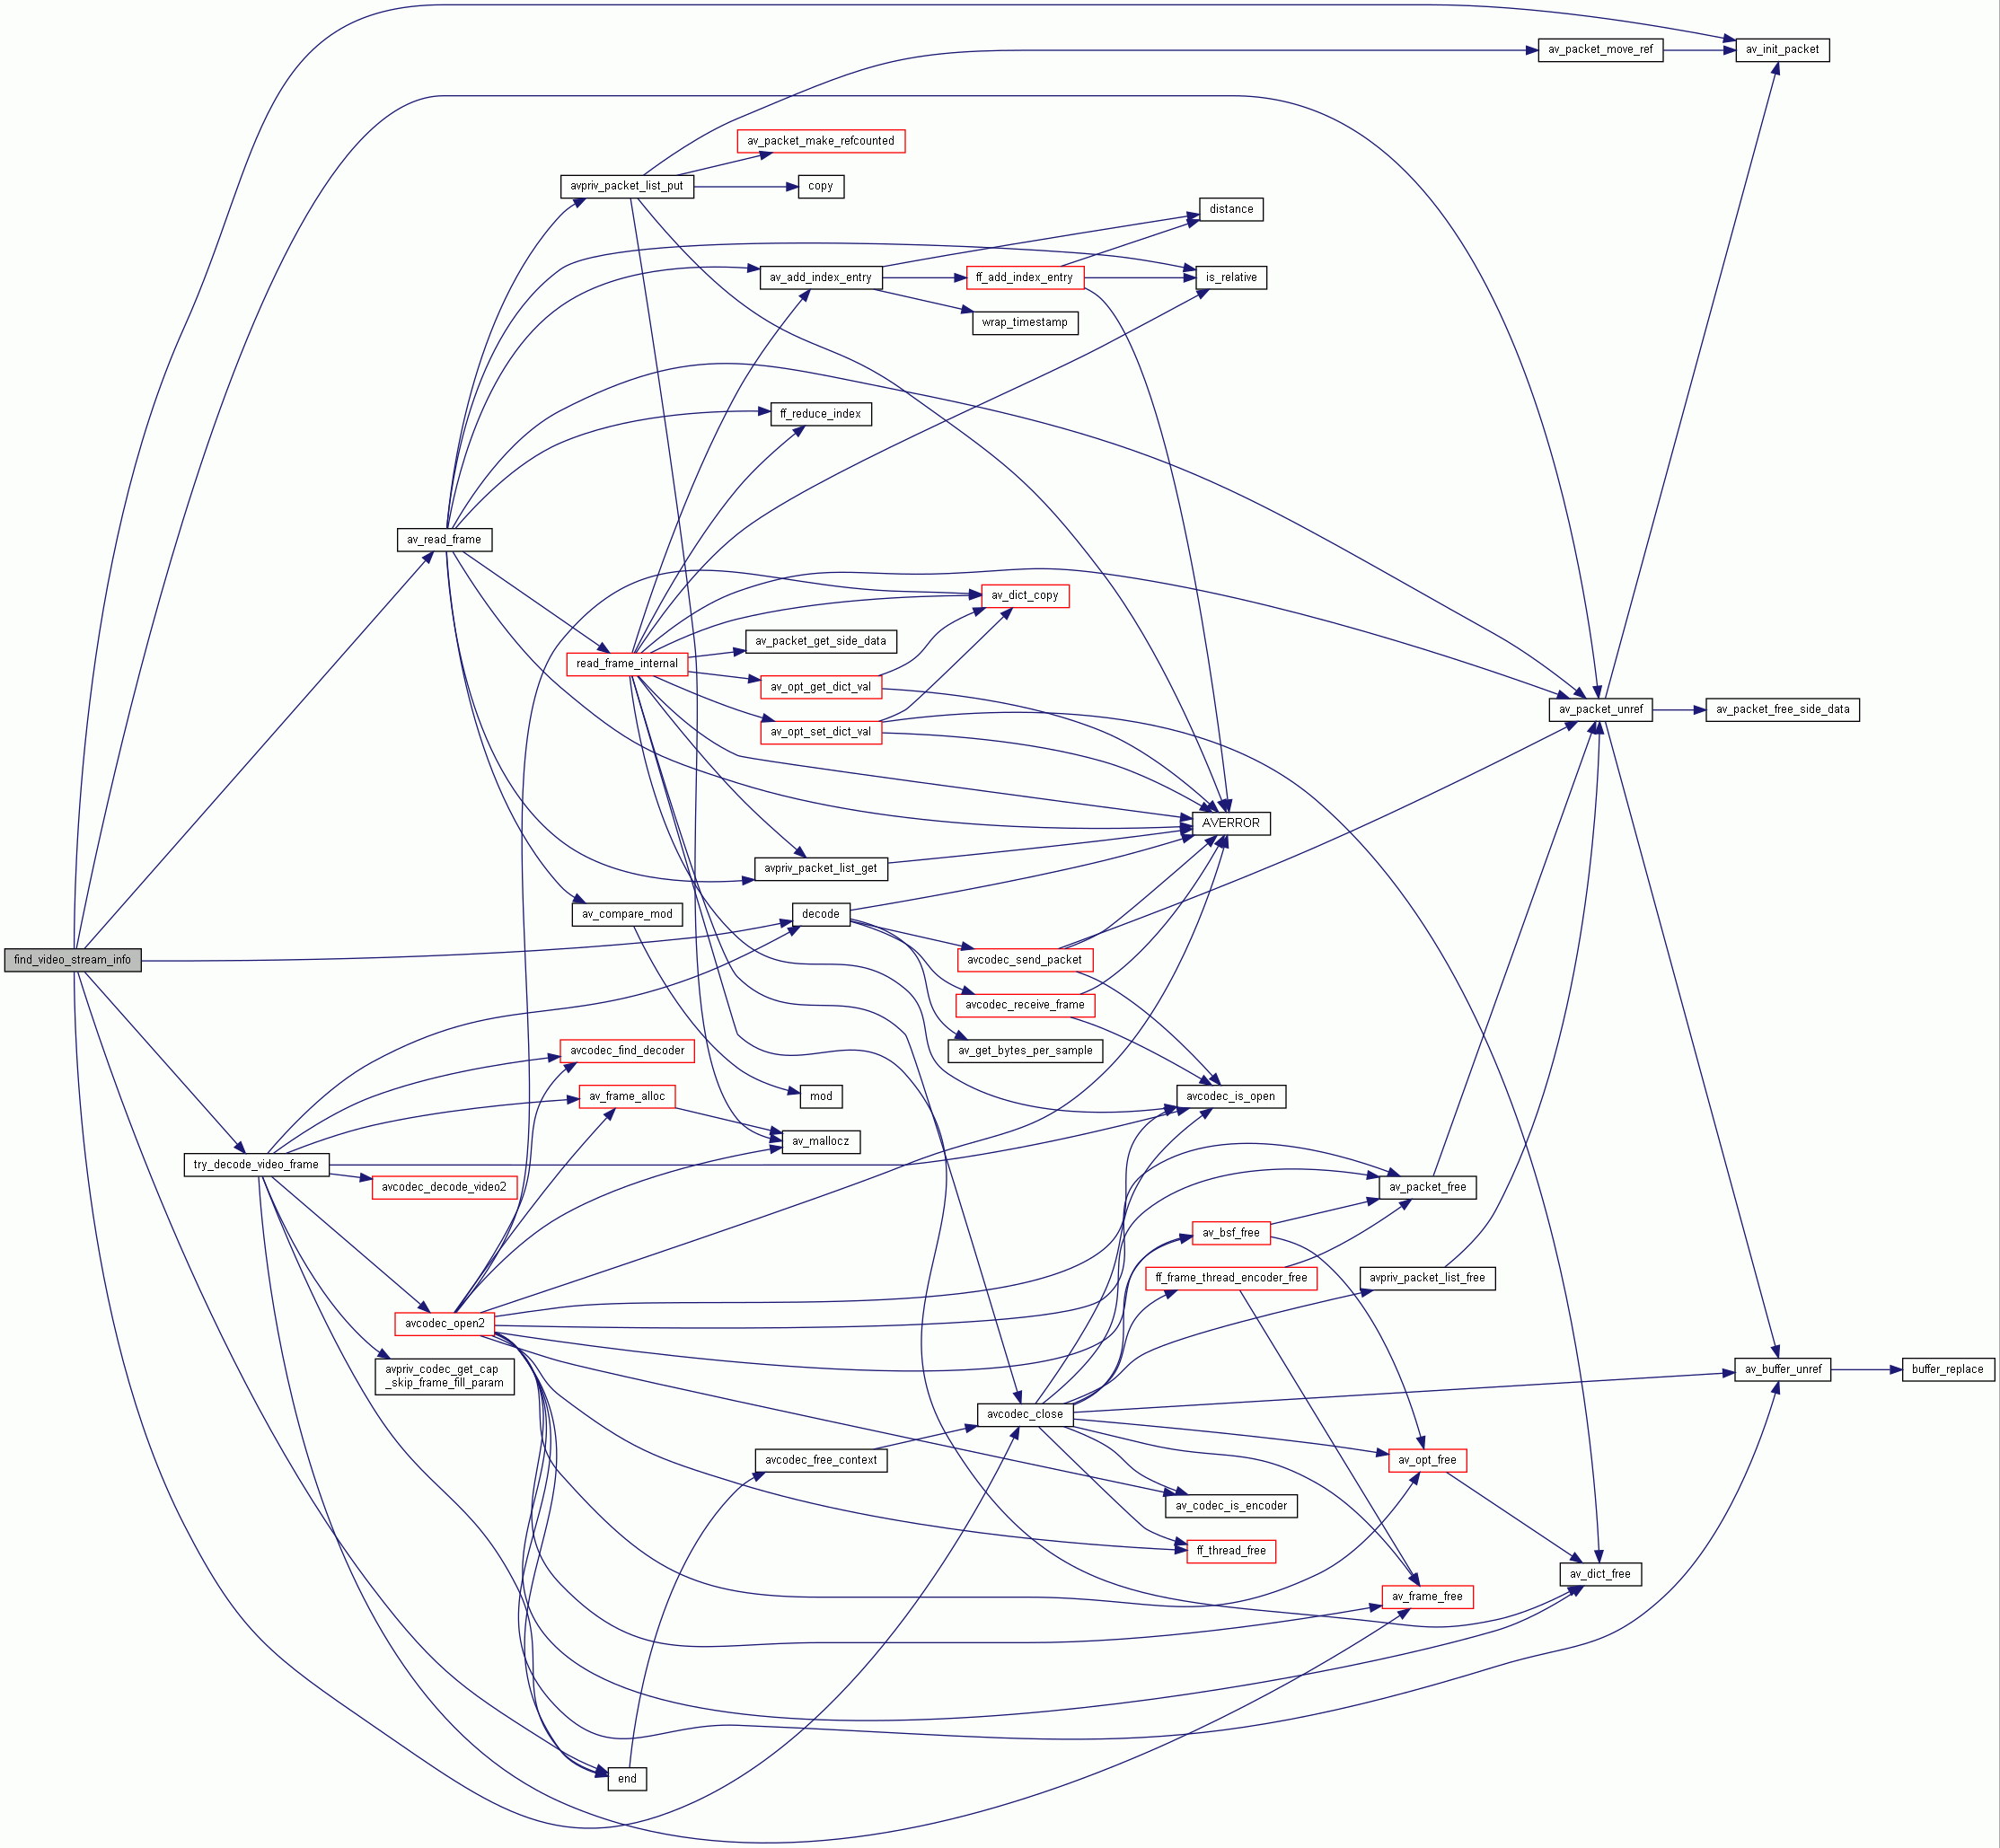 av_packet_move_ref
av_init_packet
av_packet_make_refcounted
avpriv_packet_list_put
copy
distance
av_add_index_entry
ff_add_index_entry
is_relative
wrap_timestamp
ff_reduce_index
av_read_frame
av_dict_copy
av_packet_get_side_data
read_frame_internal
av_opt_get_dict_val
av_packet_unref
av_packet_free_side_data
av_opt_set_dict_val
AVERROR
avpriv_packet_list_get
av_compare_mod
decode
find_video_stream_info
avcodec_send_packet
avcodec_receive_frame
avcodec_find_decoder
av_get_bytes_per_sample
av_frame_alloc
mod
avcodec_is_open
av_mallocz
try_decode_video_frame
avcodec_decode_video2
av_packet_free
av_bsf_free
ff_frame_thread_encoder_free
avpriv_packet_list_free
avcodec_open2
avpriv_codec_get_cap
_skip_frame_fill_param
av_buffer_unref
buffer_replace
avcodec_close
avcodec_free_context
av_opt_free
av_codec_is_encoder
ff_thread_free
av_dict_free
av_frame_free
end